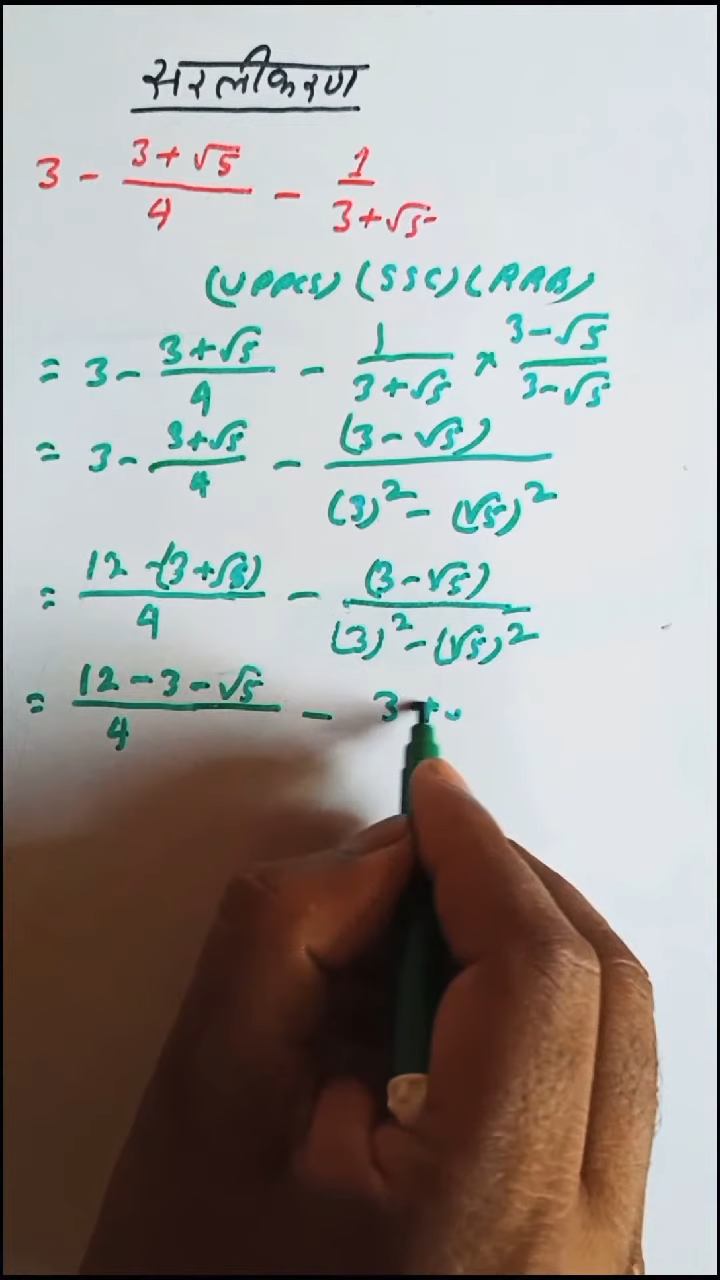 सरलीकरण
3 - (3+√5)/4 - 1/(3+√5)
(UPPCS) (SSC) (RRB)
= 3 - (3+√5)/4 - 1/(3+√5) × (3-√5)/(3-√5)
= 3 - (3+√5)/4 - (3-√5)/((3)² - (√5)²)
= (12-(3+√5))/4 - (3-√5)/((3)²-(√5)²)
= (12-3-√5)/4 - 3+